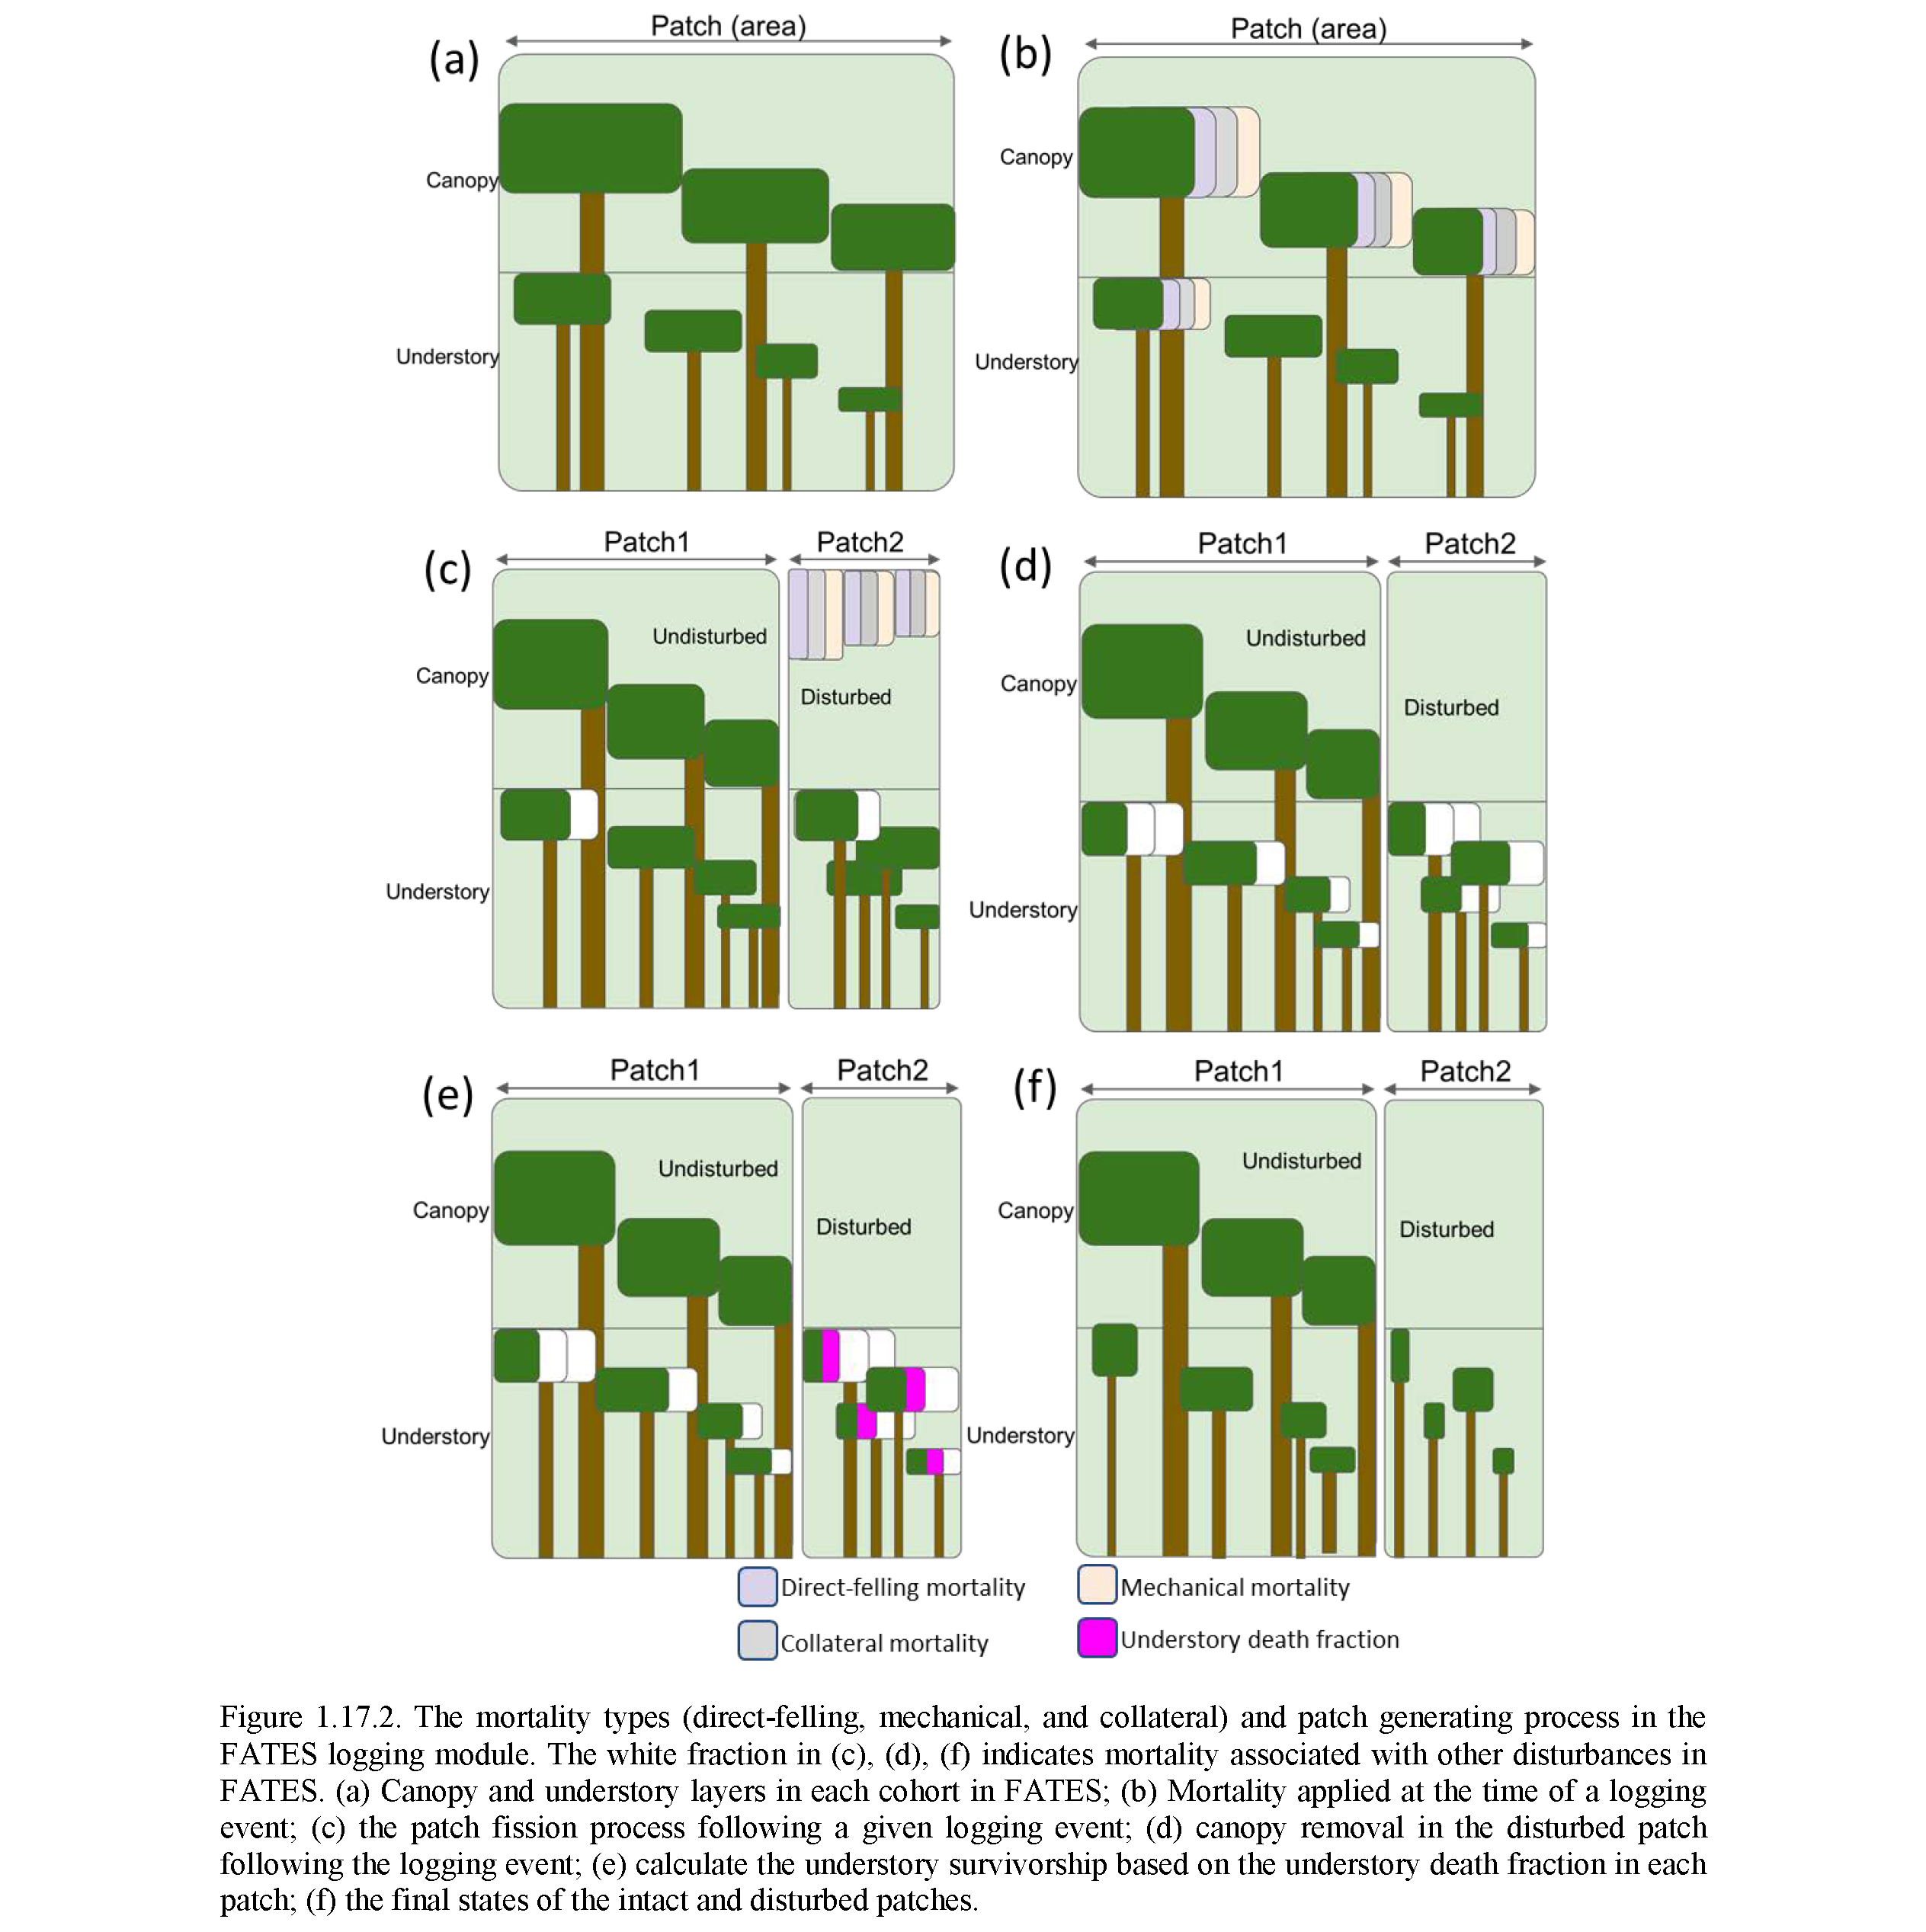 Patch (area)
(a)
Canopy
Understory
Patch (area)
(b)
Canopy
Understory
Patch1
Patch2
(c)
Undisturbed
Canopy
Disturbed
Understory
Patch1
Patch2
(d)
Undisturbed
Canopy
Disturbed
Understory
Patch1
Patch2
(e)
Undisturbed
Canopy
Disturbed
Understory
Patch1
Patch2
(f)
Undisturbed
Canopy
Disturbed
Understory
Direct-felling mortality
Mechanical mortality
Collateral mortality
Understory death fraction
Figure 1.17.2. The mortality types (direct-felling, mechanical, and collateral) and patch generating process in the
FATES logging module. The white fraction in (c), (d), (f) indicates mortality associated with other disturbances in
FATES. (a) Canopy and understory layers in each cohort in FATES; (b) Mortality applied at the time of a logging
event; (c) the patch fission process following a given logging event; (d) canopy removal in the disturbed patch
following the logging event; (e) calculate the understory survivorship based on the understory death fraction in each
patch; (f) the final states of the intact and disturbed patches.